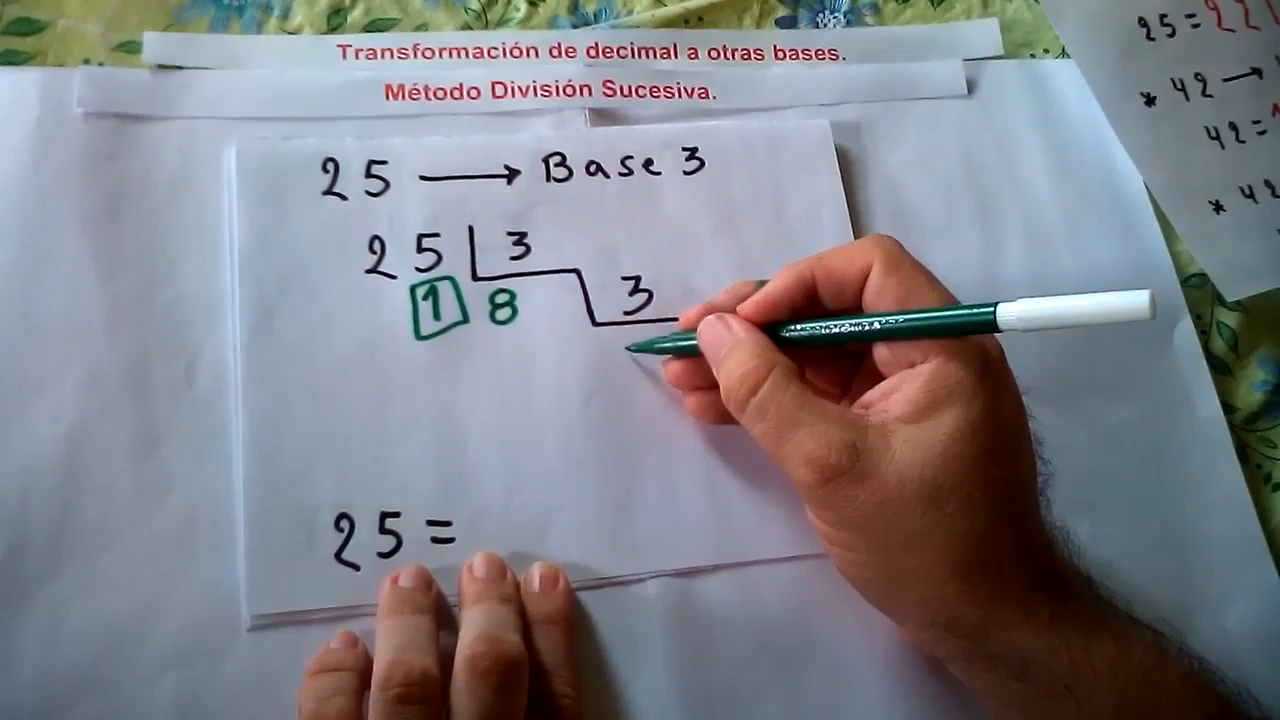 Transformación de decimal a otras bases.
Método División Sucesiva.
25 → Base 3
25 3
1 8 3
25 =
25 = 221
* 42 →
42 =
* 42